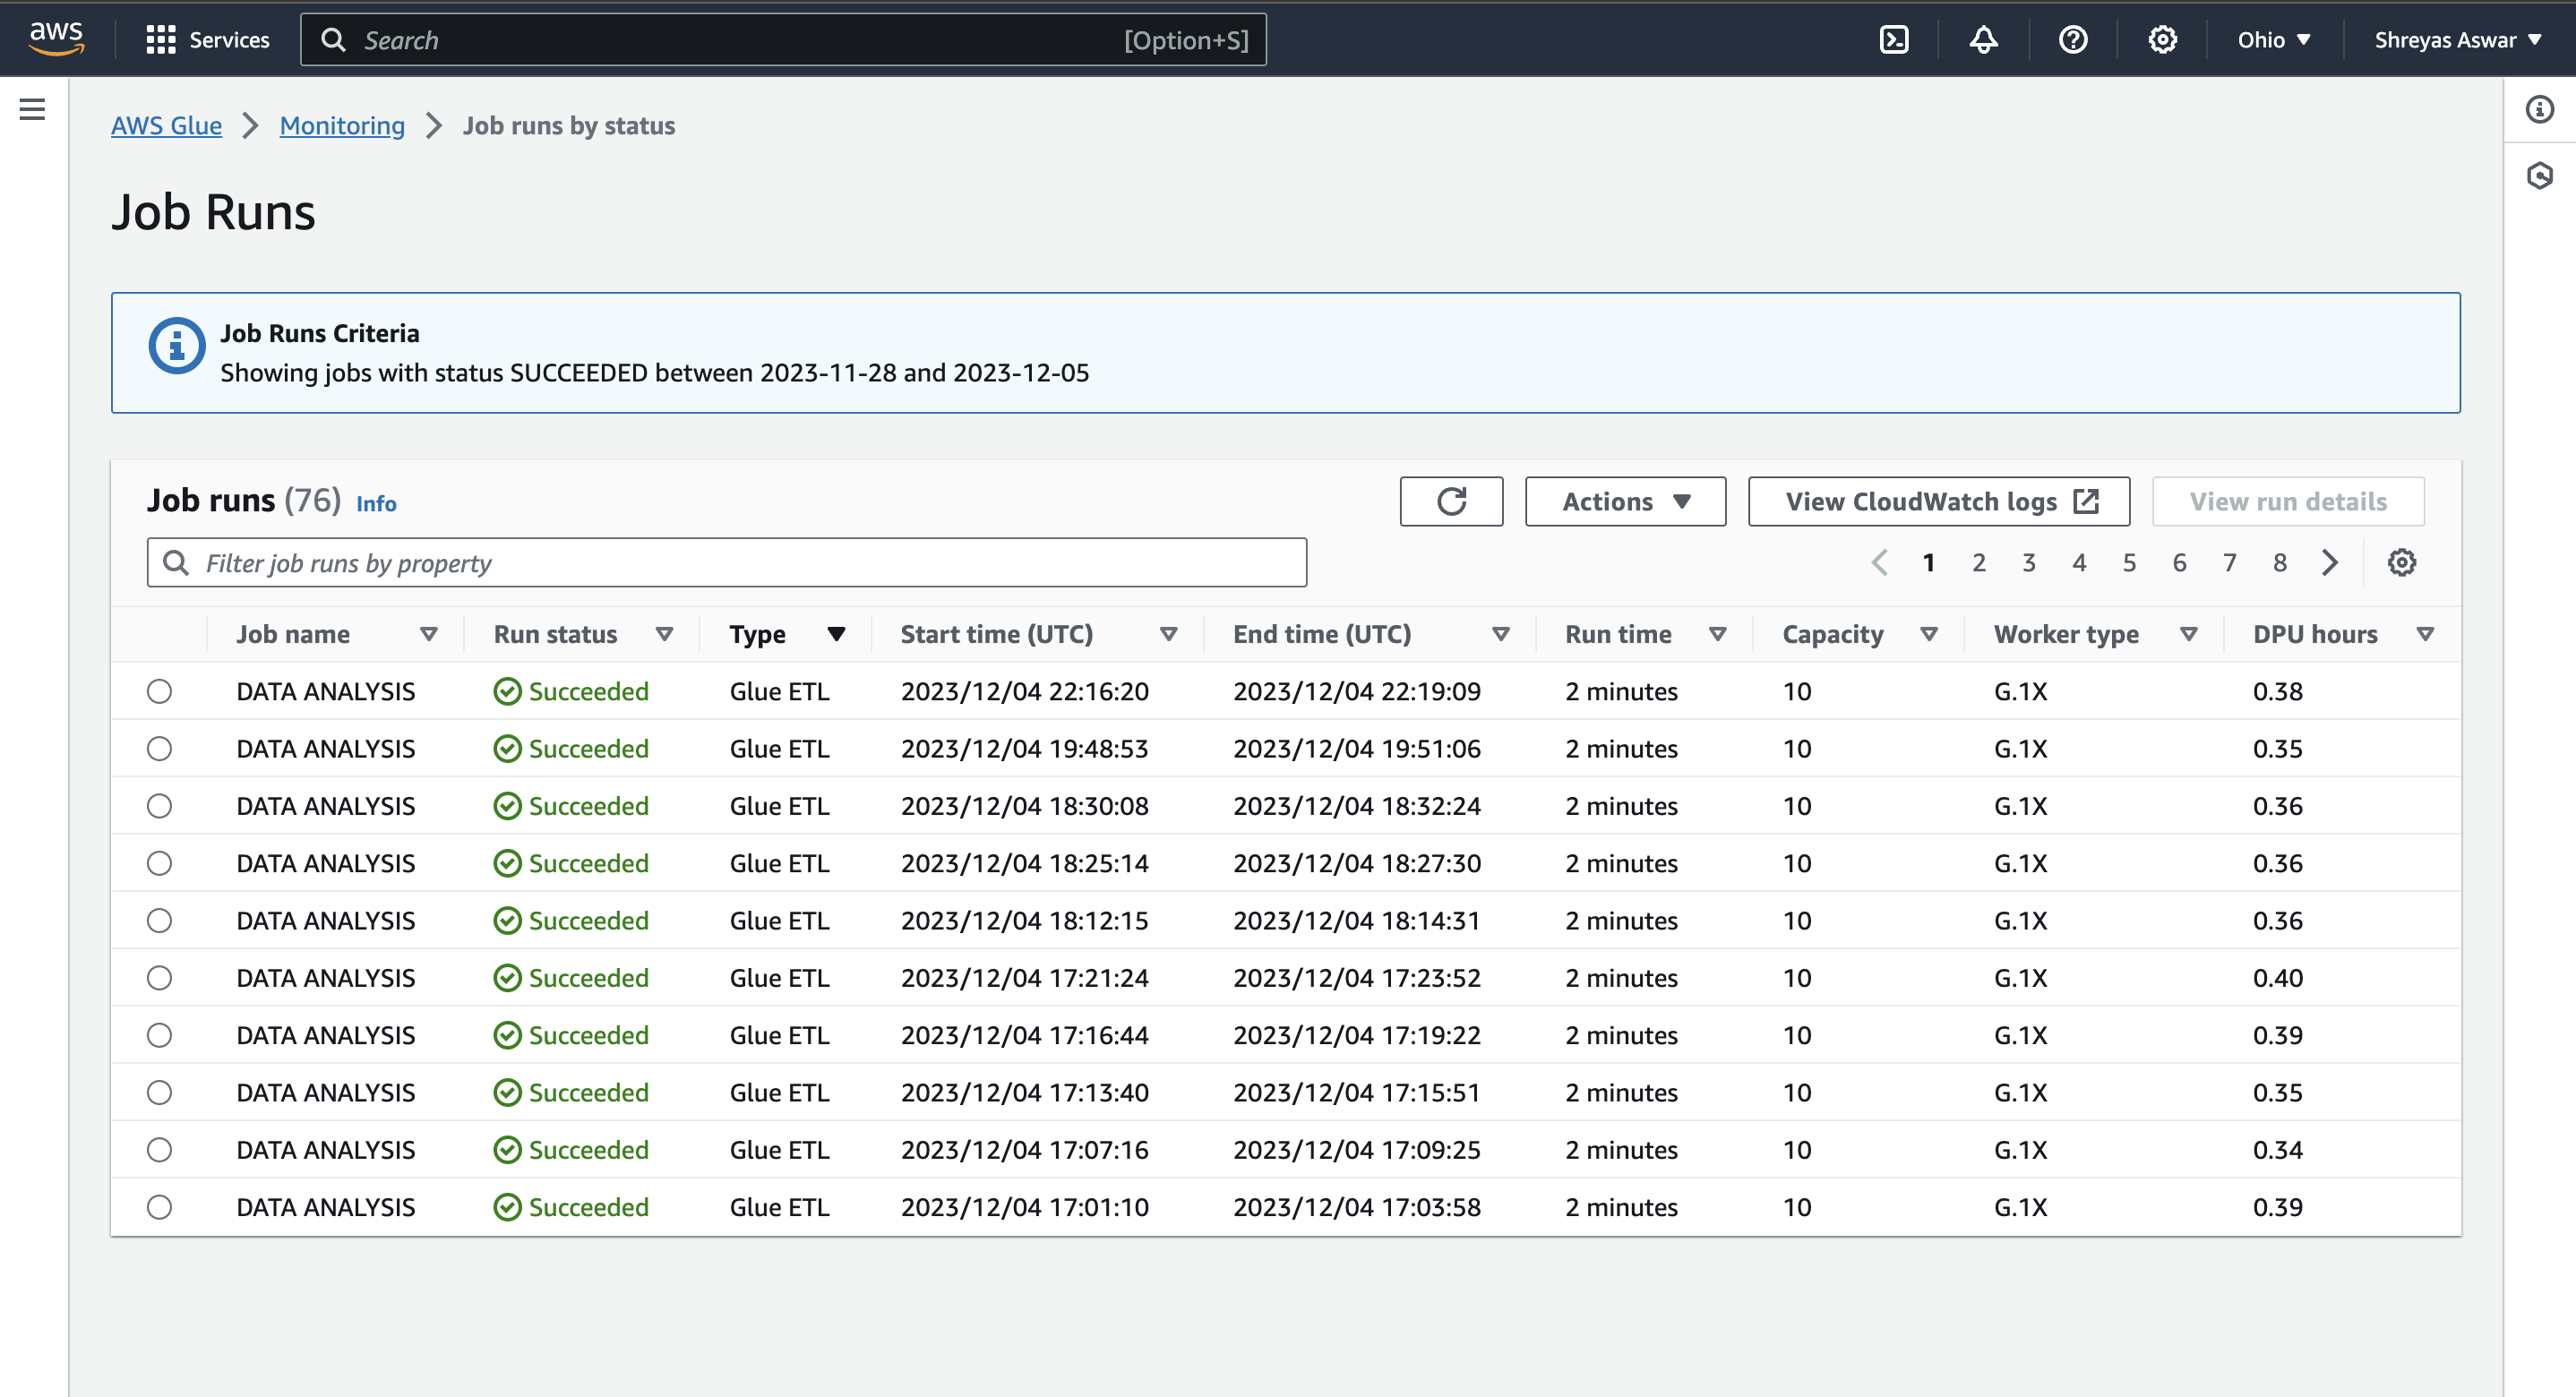 aws Services Search [Option+S] Ohio Shreyas Aswar
AWS Glue Monitoring Job runs by status
Job Runs
Job Runs Criteria
Showing jobs with status SUCCEEDED between 2023-11-28 and 2023-12-05
Job runs (76) Info Actions View CloudWatch logs View run details
Filter job runs by property 1 2 3 4 5 6 7 8
Job name Run status Type Start time (UTC) End time (UTC) Run time Capacity Worker type DPU hours
DATA ANALYSIS Succeeded Glue ETL 2023/12/04 22:16:20 2023/12/04 22:19:09 2 minutes 10 G.1X 0.38
DATA ANALYSIS Succeeded Glue ETL 2023/12/04 19:48:53 2023/12/04 19:51:06 2 minutes 10 G.1X 0.35
DATA ANALYSIS Succeeded Glue ETL 2023/12/04 18:30:08 2023/12/04 18:32:24 2 minutes 10 G.1X 0.36
DATA ANALYSIS Succeeded Glue ETL 2023/12/04 18:25:14 2023/12/04 18:27:30 2 minutes 10 G.1X 0.36
DATA ANALYSIS Succeeded Glue ETL 2023/12/04 18:12:15 2023/12/04 18:14:31 2 minutes 10 G.1X 0.36
DATA ANALYSIS Succeeded Glue ETL 2023/12/04 17:21:24 2023/12/04 17:23:52 2 minutes 10 G.1X 0.40
DATA ANALYSIS Succeeded Glue ETL 2023/12/04 17:16:44 2023/12/04 17:19:22 2 minutes 10 G.1X 0.39
DATA ANALYSIS Succeeded Glue ETL 2023/12/04 17:13:40 2023/12/04 17:15:51 2 minutes 10 G.1X 0.35
DATA ANALYSIS Succeeded Glue ETL 2023/12/04 17:07:16 2023/12/04 17:09:25 2 minutes 10 G.1X 0.34
DATA ANALYSIS Succeeded Glue ETL 2023/12/04 17:01:10 2023/12/04 17:03:58 2 minutes 10 G.1X 0.39